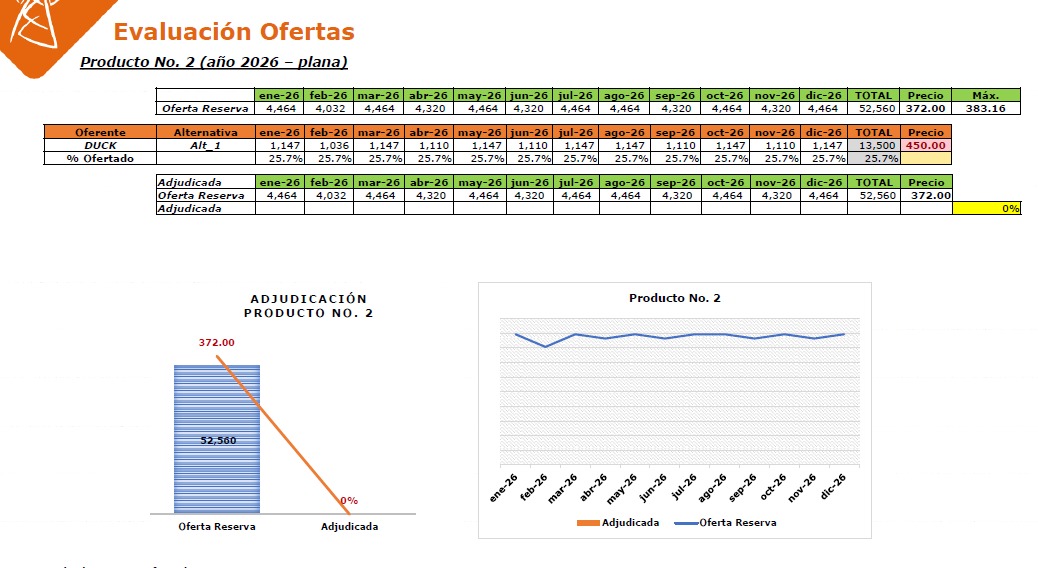 Evaluación Ofertas
Producto No. 2 (año 2026 – plana)
ene-26 feb-26 mar-26 abr-26 may-26 jun-26 jul-26 ago-26 sep-26 oct-26 nov-26 dic-26 TOTAL Precio Máx.
Oferta Reserva 4,464 4,032 4,464 4,320 4,464 4,320 4,464 4,464 4,320 4,464 4,320 4,464 52,560 372.00 383.16
Oferente Alternativa ene-26 feb-26 mar-26 abr-26 may-26 jun-26 jul-26 ago-26 sep-26 oct-26 nov-26 dic-26 TOTAL Precio
DUCK Alt_1 1,147 1,036 1,147 1,110 1,147 1,110 1,147 1,147 1,110 1,147 1,110 1,147 13,500 450.00
% Ofertado 25.7% 25.7% 25.7% 25.7% 25.7% 25.7% 25.7% 25.7% 25.7% 25.7% 25.7% 25.7% 25.7%
Adjudicada ene-26 feb-26 mar-26 abr-26 may-26 jun-26 jul-26 ago-26 sep-26 oct-26 nov-26 dic-26 TOTAL Precio
Oferta Reserva 4,464 4,032 4,464 4,320 4,464 4,320 4,464 4,464 4,320 4,464 4,320 4,464 52,560 372.00
Adjudicada 0%
ADJUDICACIÓN
PRODUCTO NO. 2
372.00
52,560
0%
Oferta Reserva Adjudicada
Producto No. 2
ene-26 feb-26 mar-26 abr-26 may-26 jun-26 jul-26 ago-26 sep-26 oct-26 nov-26 dic-26
Adjudicada Oferta Reserva